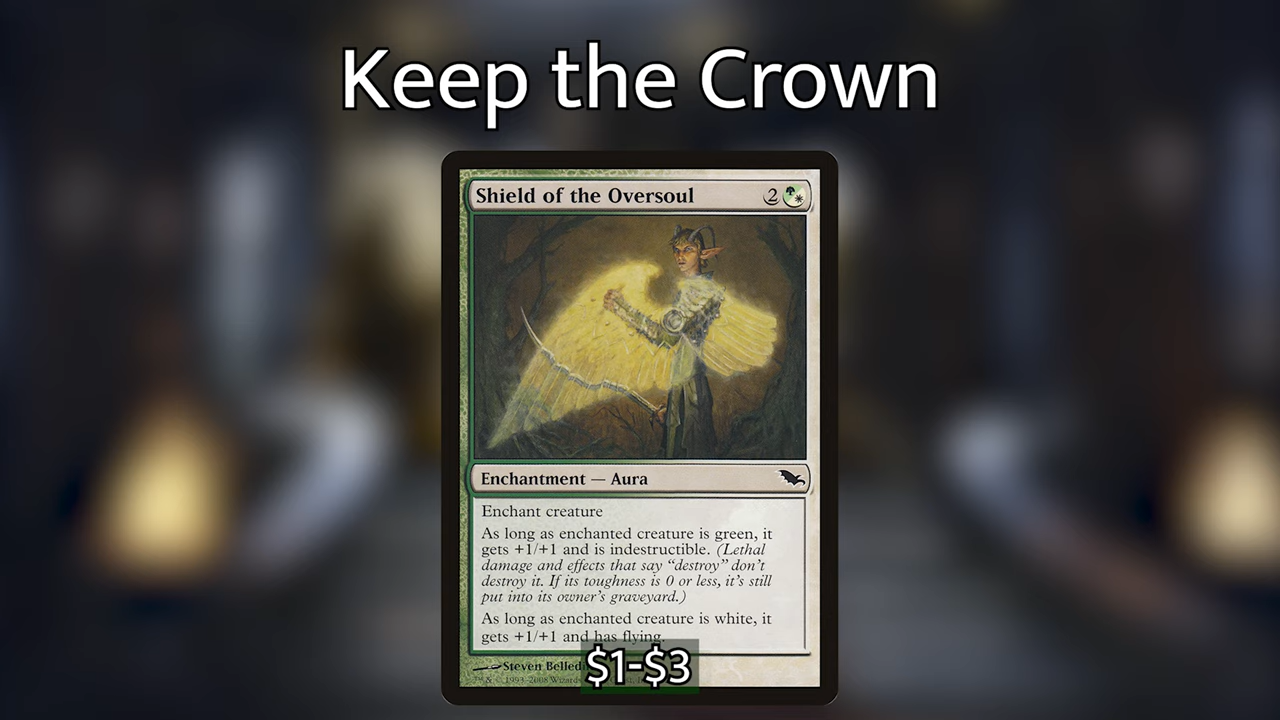 Keep the Crown
Shield of the Oversoul 2
Enchantment — Aura
Enchant creature
As long as enchanted creature is green, it
gets +1/+1 and is indestructible. (Lethal
damage and effects that say “destroy” don’t
destroy it. If its toughness is 0 or less, it’s still
put into its owner’s graveyard.)
As long as enchanted creature is white, it
gets +1/+1 and has flying.
Steven
$1-$3